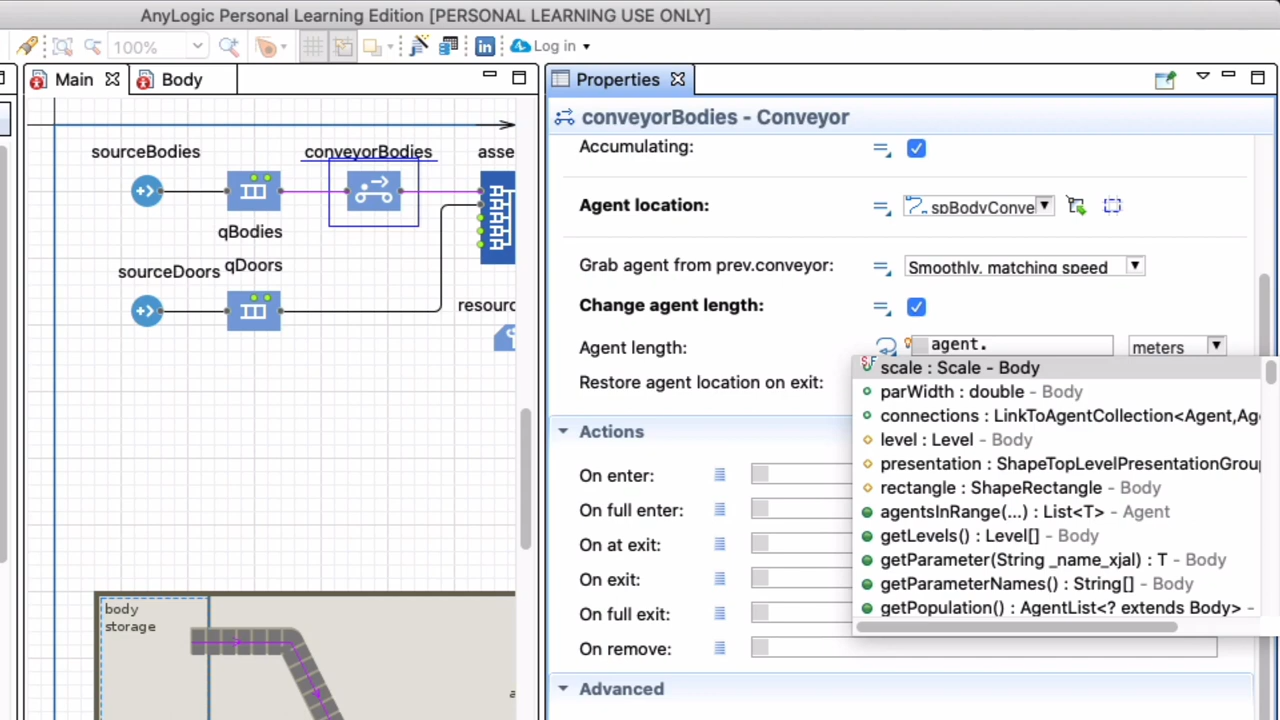 AnyLogic Personal Learning Edition [PERSONAL LEARNING USE ONLY]
100%
Log in
Main
Body
Properties
conveyorBodies - Conveyor
sourceBodies
conveyorBodies
asse
qBodies
sourceDoors
qDoors
resourc
body
storage
Accumulating:
Agent location:
spBodyConve
Grab agent from prev.conveyor:
Smoothly, matching speed
Change agent length:
Agent length:
agent.
meters
Restore agent location on exit:
scale : Scale - Body
parWidth : double - Body
connections : LinkToAgentCollection<Agent,Age
level : Level - Body
presentation : ShapeTopLevelPresentationGrou
rectangle : ShapeRectangle - Body
agentsInRange(...) : List<T> - Agent
getLevels() : Level[] - Body
getParameter(String _name_xjal) : T - Body
getParameterNames() : String[] - Body
getPopulation() : AgentList<? extends Body> -
Actions
On enter:
On full enter:
On at exit:
On exit:
On full exit:
On remove:
Advanced